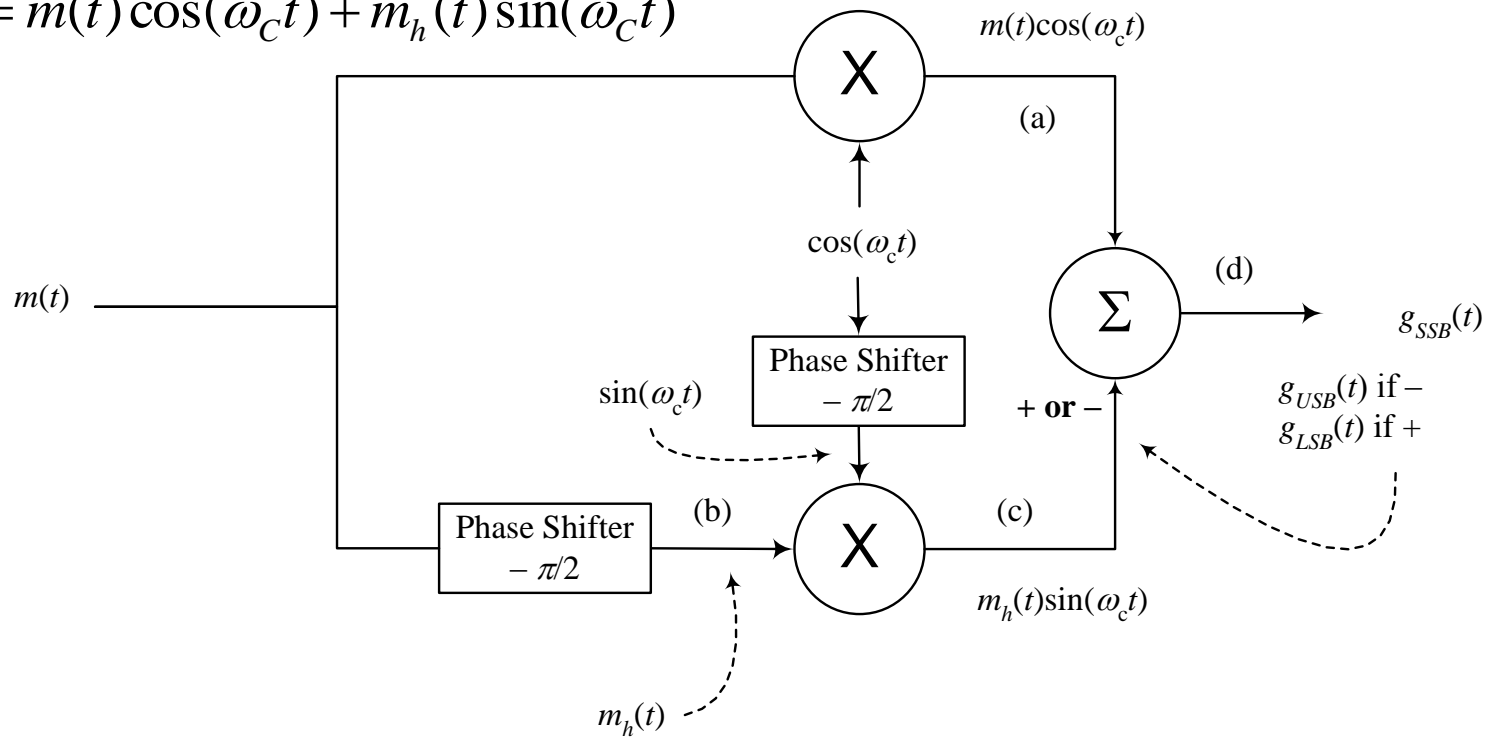 = m(t)cos(ω_C t) + m_h(t)sin(ω_C t)
m(t)cos(ω_c t)
X
(a)
cos(ω_c t)
m(t)
(d)
Σ
g_SSB(t)
Phase Shifter
– π/2
sin(ω_c t)
+ or –
g_USB(t) if –
g_LSB(t) if +
(b)
(c)
Phase Shifter
– π/2
X
m_h(t)sin(ω_c t)
m_h(t)